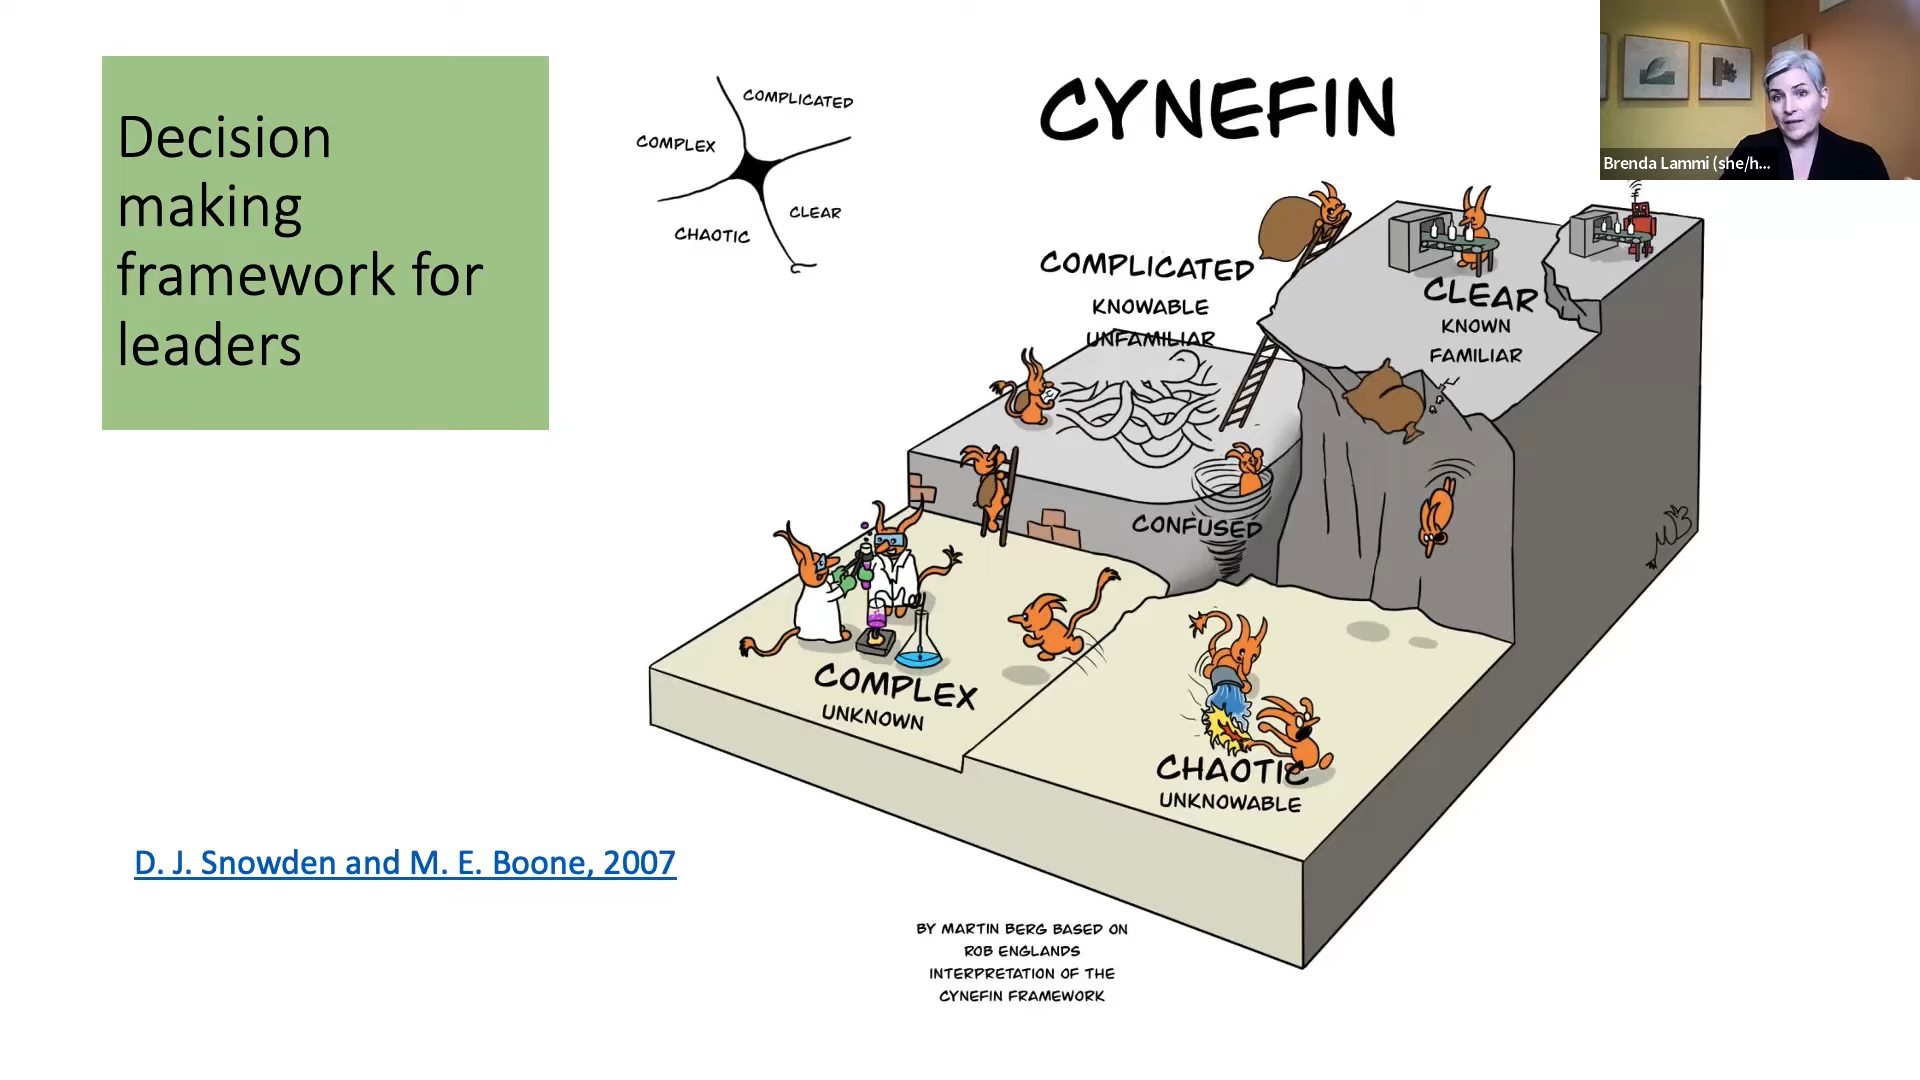 Decision
making
framework for
leaders
COMPLICATED
COMPLEX
CLEAR
CHAOTIC
CYNEFIN
Brenda Lammi (she/h...
COMPLICATED
KNOWABLE
UNFAMILIAR
CLEAR
KNOWN
FAMILIAR
CONFUSED
COMPLEX
UNKNOWN
CHAOTIC
UNKNOWABLE
D. J. Snowden and M. E. Boone, 2007
BY MARTIN BERG BASED ON
ROB ENGLANDS
INTERPRETATION OF THE
CYNEFIN FRAMEWORK